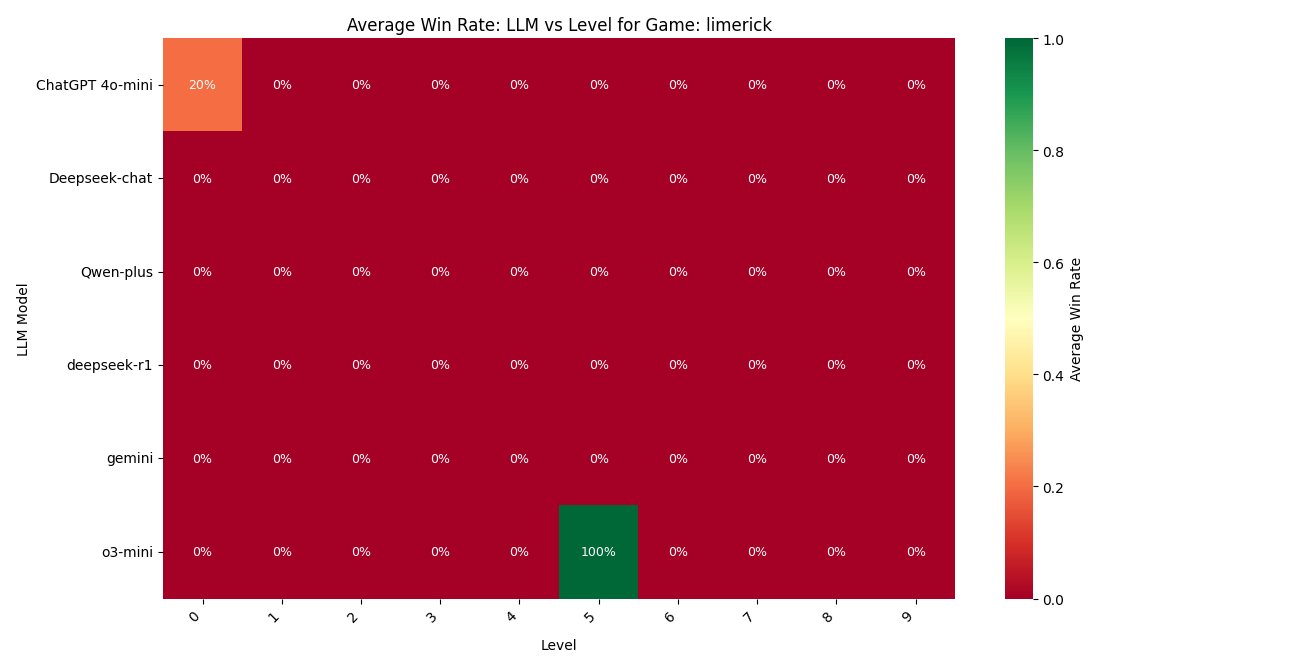 Average Win Rate: LLM vs Level for Game: limerick
LLM Model
ChatGPT 4o-mini 20% 0% 0% 0% 0% 0% 0% 0% 0% 0%
Deepseek-chat 0% 0% 0% 0% 0% 0% 0% 0% 0% 0%
Qwen-plus 0% 0% 0% 0% 0% 0% 0% 0% 0% 0%
deepseek-r1 0% 0% 0% 0% 0% 0% 0% 0% 0% 0%
gemini 0% 0% 0% 0% 0% 0% 0% 0% 0% 0%
o3-mini 0% 0% 0% 0% 0% 100% 0% 0% 0% 0%
0 1 2 3 4 5 6 7 8 9
Level
1.0
0.8
0.6
0.4
0.2
0.0
Average Win Rate